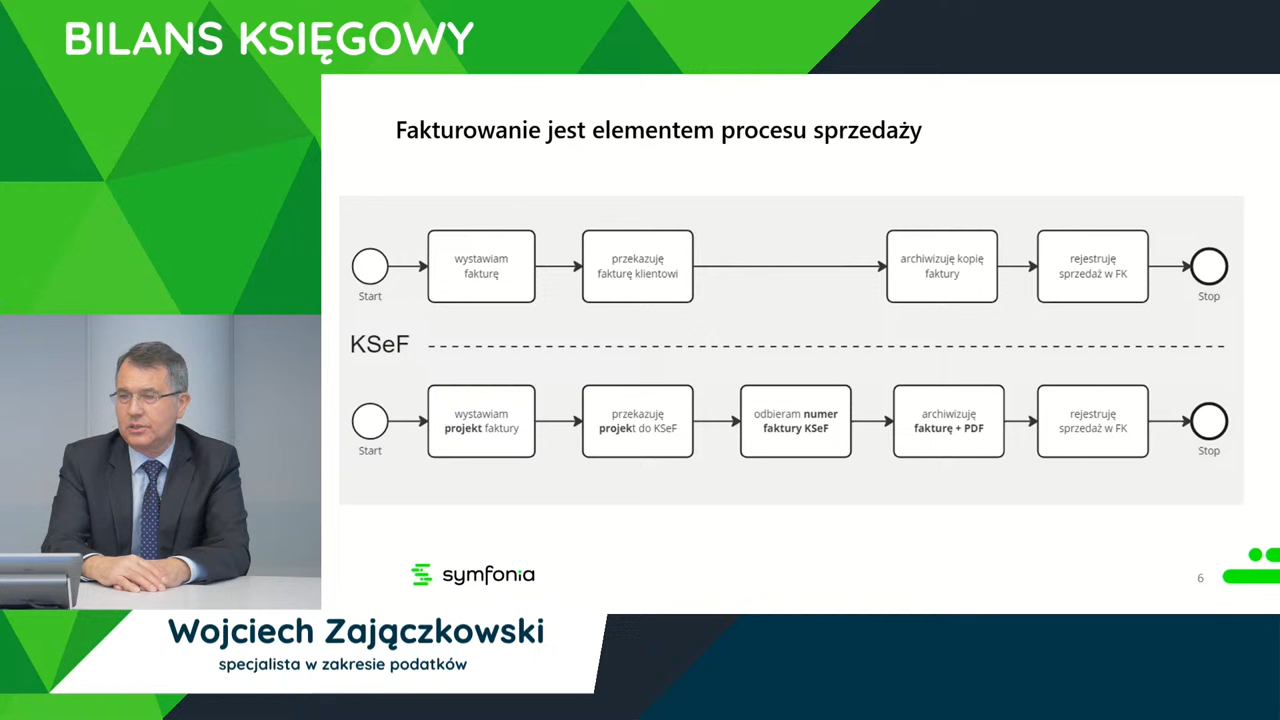 BILANS KSIĘGOWY
Fakturowanie jest elementem procesu sprzedaży
wystawiam
fakturę
przekazuję
fakturę klientowi
archiwizuję kopię
faktury
rejestruję
sprzedaż w FK
Start
Stop
KSeF
wystawiam
projekt faktury
przekazuję
projekt do KSeF
odbieram numer
faktury KSeF
archiwizuję
fakturę + PDF
rejestruję
sprzedaż w FK
Start
Stop
symfonia
6
Wojciech Zajączkowski
specjalista w zakresie podatków